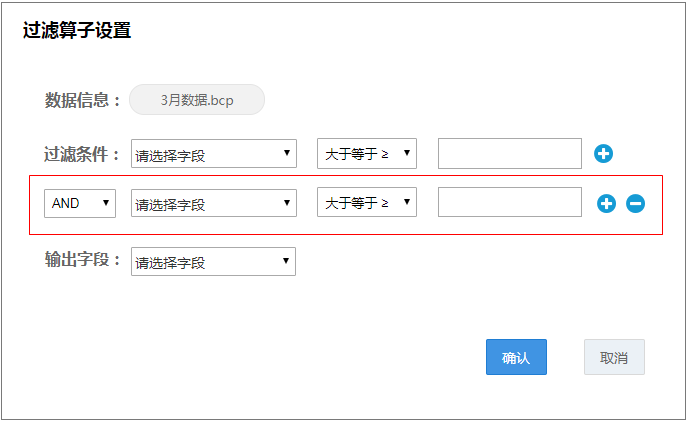 过滤算子设置
数据信息： 3月数据.bcp
过滤条件： 请选择字段 大于等于 ≥
AND 请选择字段 大于等于 ≥
输出字段： 请选择字段
确认 取消